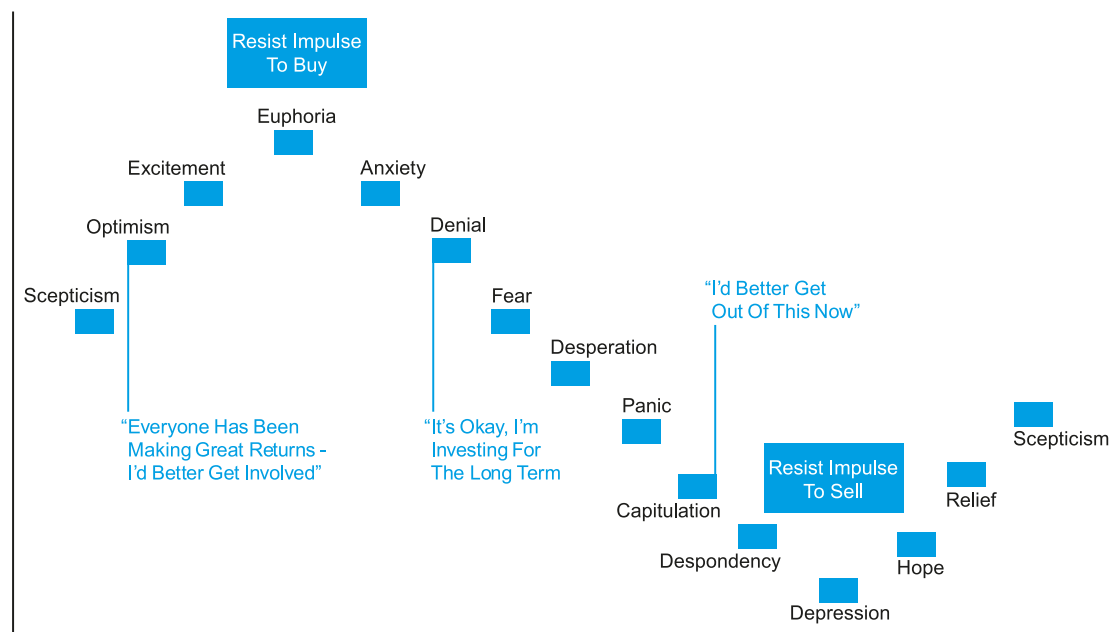 Resist Impulse
To Buy
Euphoria
Excitement
Anxiety
Optimism
Denial
Scepticism
Fear
“I’d Better Get
Out Of This Now”
Desperation
Panic
“Everyone Has Been
Making Great Returns -
I’d Better Get Involved”
“It’s Okay, I’m
Investing For
The Long Term
Scepticism
Resist Impulse
To Sell
Relief
Capitulation
Despondency
Hope
Depression